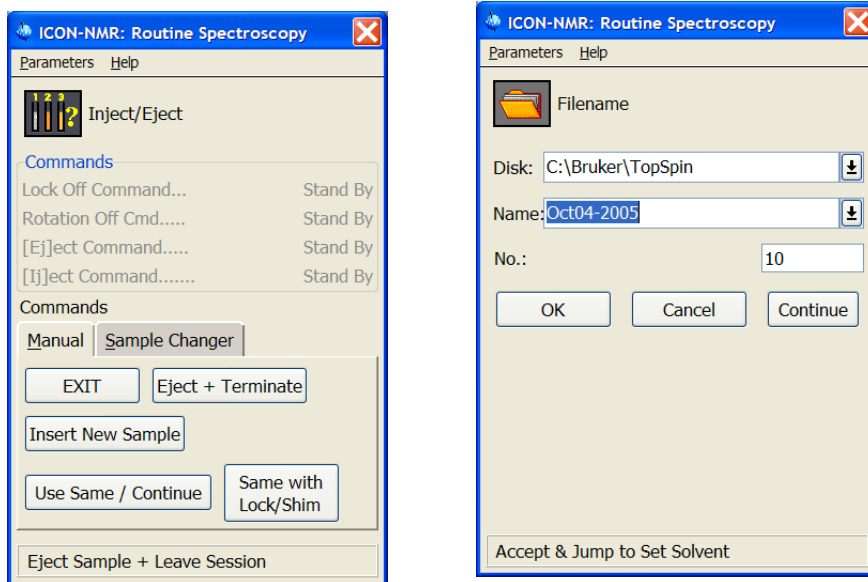 ICON-NMR: Routine Spectroscopy
Parameters Help
1 2 3
?
Inject/Eject
Commands
Lock Off Command... Stand By
Rotation Off Cmd..... Stand By
[Ej]ect Command..... Stand By
[Ij]ect Command....... Stand By
Commands
Manual Sample Changer
EXIT Eject + Terminate
Insert New Sample
Use Same / Continue Same with
Lock/Shim
Eject Sample + Leave Session
ICON-NMR: Routine Spectroscopy
Parameters Help
Filename
Disk: C:\Bruker\TopSpin
Name: Oct04-2005
No.: 10
OK Cancel Continue
Accept & Jump to Set Solvent